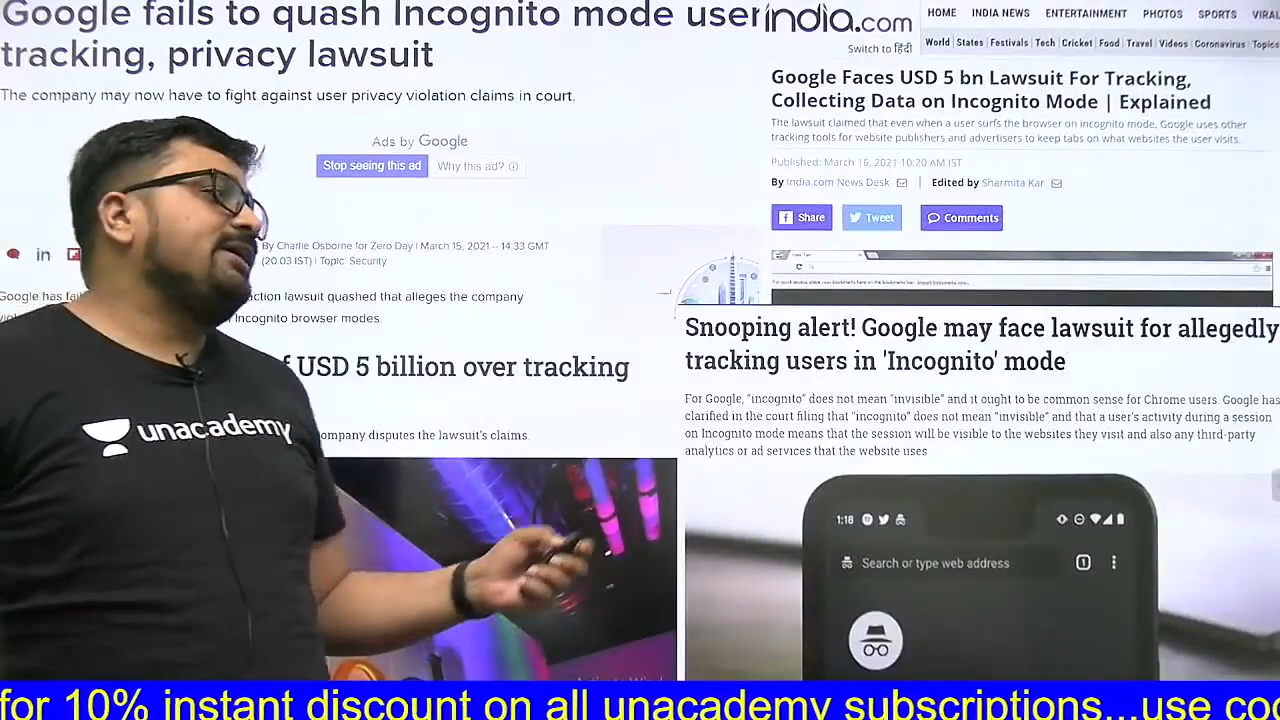 Google fails to quash Incognito mode user
tracking, privacy lawsuit
The company may now have to fight against user privacy violation claims in court.
Ads by Google
Stop seeing this ad
Why this ad?
in
By Charlie Osborne for Zero Day | March 15, 2021 -- 14:33 GMT
(20:03 IST) | Topic: Security
Google has fai
ction lawsuit quashed that alleges the company
ncognito browser modes.
f USD 5 billion over tracking
ompany disputes the lawsuit's claims.
unacademy
india.com
Switch to हिंदी
HOME INDIA NEWS ENTERTAINMENT PHOTOS SPORTS VIRAL
World States Festivals Tech Cricket Food Travel Videos Coronavirus Topics
Google Faces USD 5 bn Lawsuit For Tracking,
Collecting Data on Incognito Mode | Explained
The lawsuit claimed that even when a user surfs the browser on incognito mode, Google uses other
tracking tools for website publishers and advertisers to keep tabs on what websites the user visits.
Published: March 16, 2021 10:20 AM IST
By India.com News Desk | Edited by Sharmita Kar
Share Tweet Comments
Snooping alert! Google may face lawsuit for allegedly
tracking users in 'Incognito' mode
For Google, "incognito" does not mean "invisible" and it ought to be common sense for Chrome users. Google has
clarified in the court filing that "incognito" does not mean "invisible" and that a user's activity during a session
on Incognito mode means that the session will be visible to the websites they visit and also any third-party
analytics or ad services that the website uses
1:18
Search or type web address
1
for 10% instant discount on all unacademy subscriptions...use co